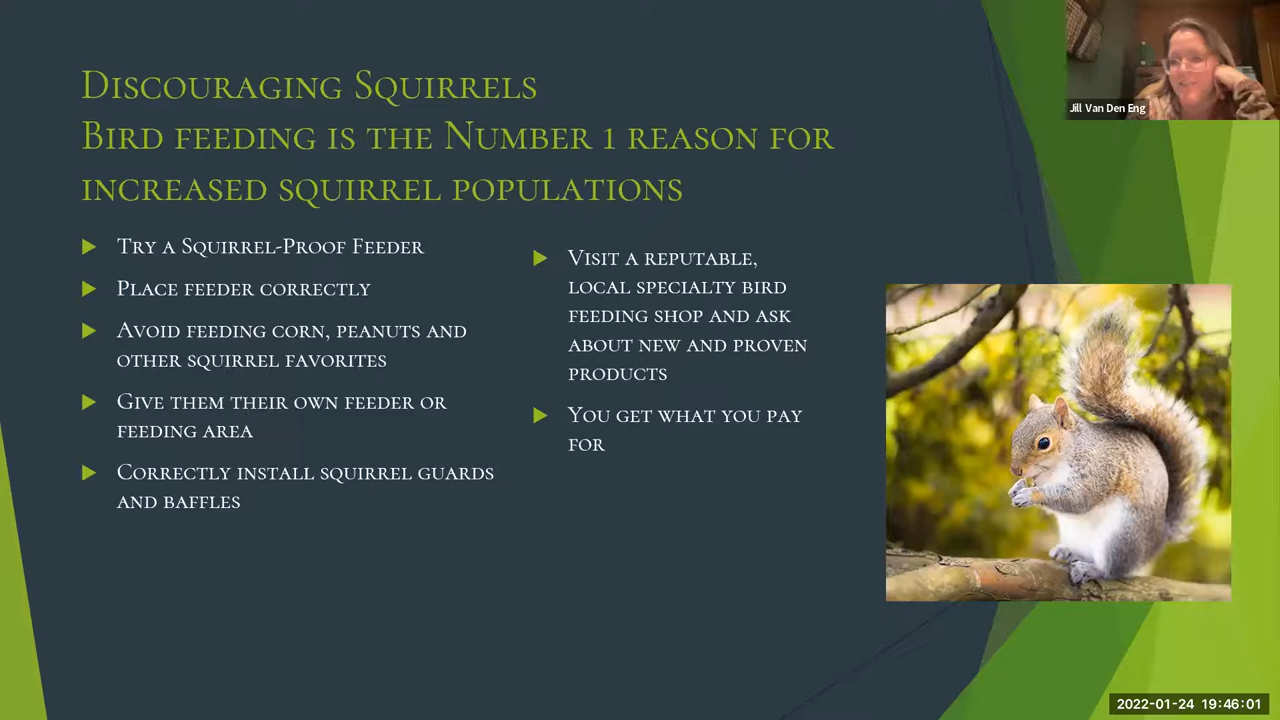 Discouraging Squirrels
Bird feeding is the Number 1 reason for
increased squirrel populations
Try a Squirrel-Proof Feeder
Place feeder correctly
Avoid feeding corn, peanuts and
other squirrel favorites
Give them their own feeder or
feeding area
Correctly install squirrel guards
and baffles
Visit a reputable,
local specialty bird
feeding shop and ask
about new and proven
products
You get what you pay
for
Jill Van Den Eng
2022-01-24 19:46:01